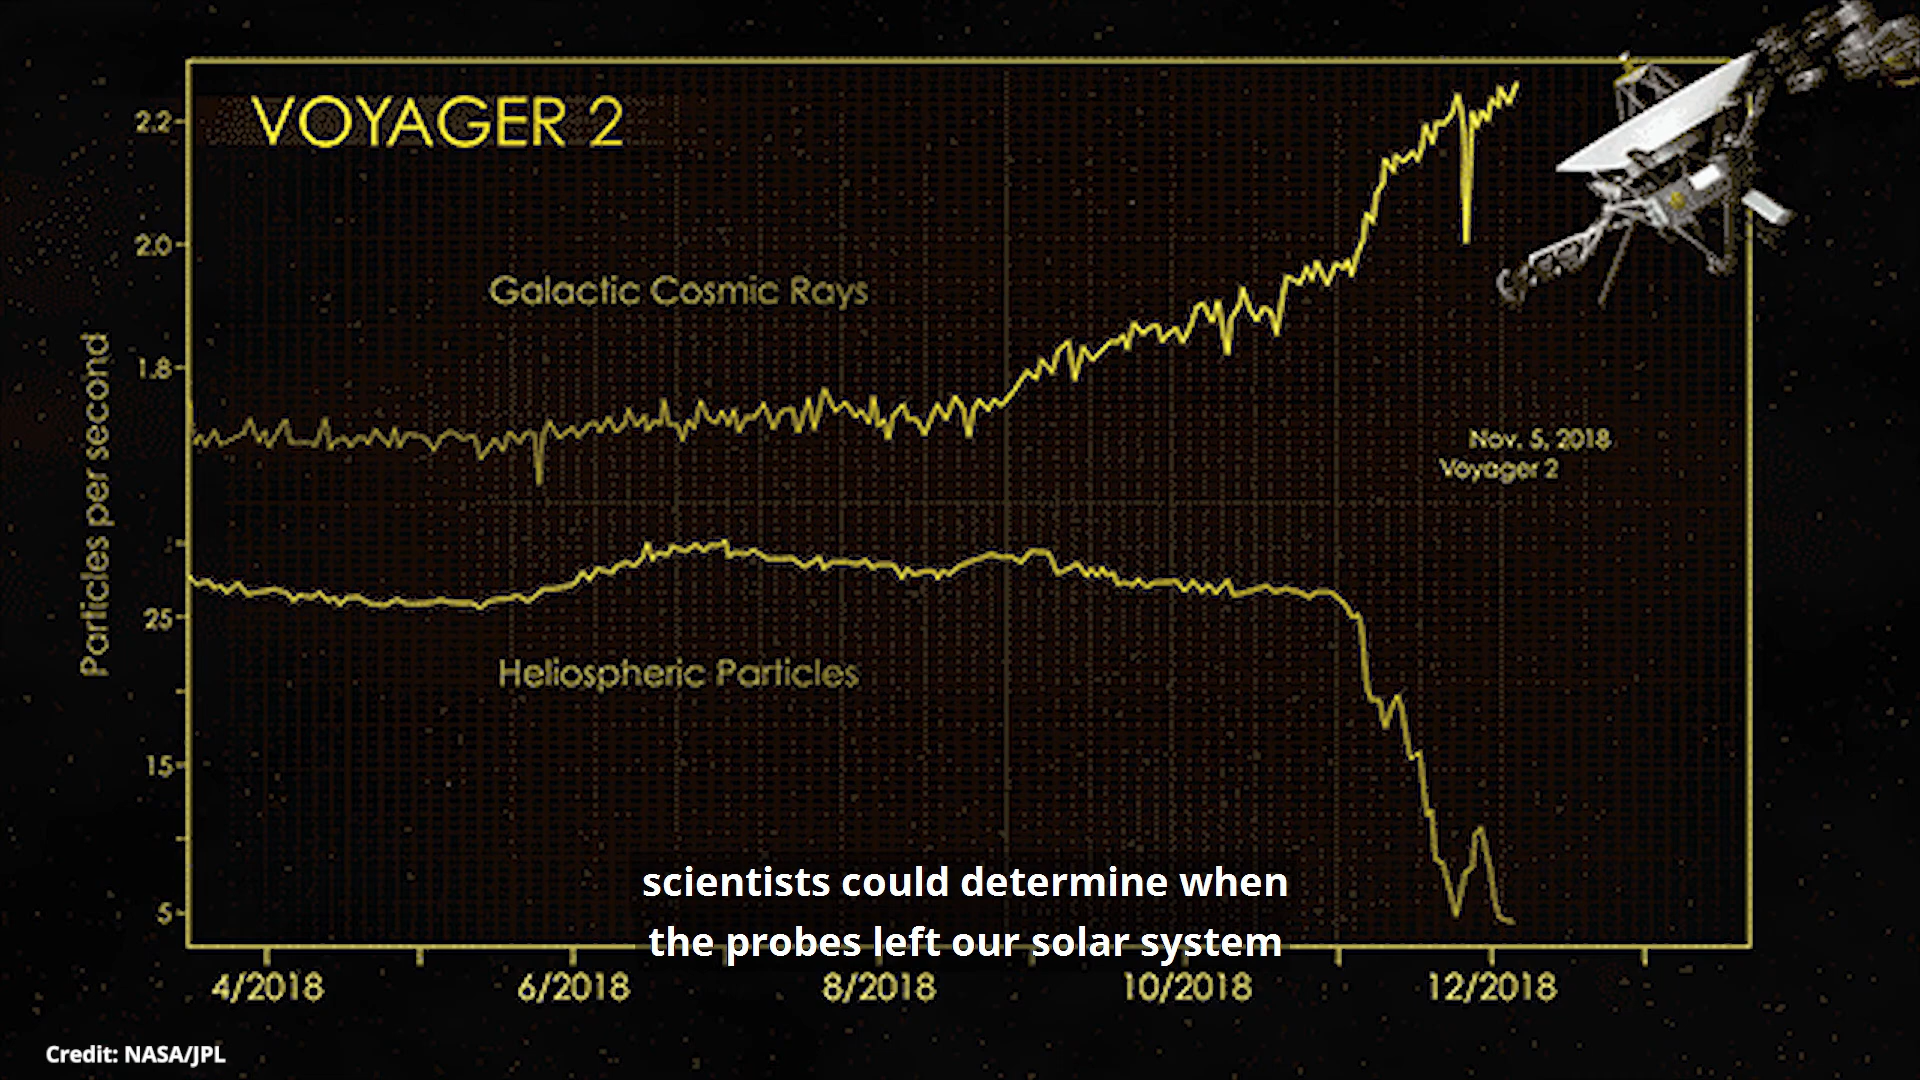 VOYAGER 2
2.2
2.0
Galactic Cosmic Rays
1.8
Particles per second
Nov. 5, 2018
Voyager 2
25
Heliospheric Particles
15
5
scientists could determine when
the probes left our solar system
4/2018 6/2018 8/2018 10/2018 12/2018
Credit: NASA/JPL